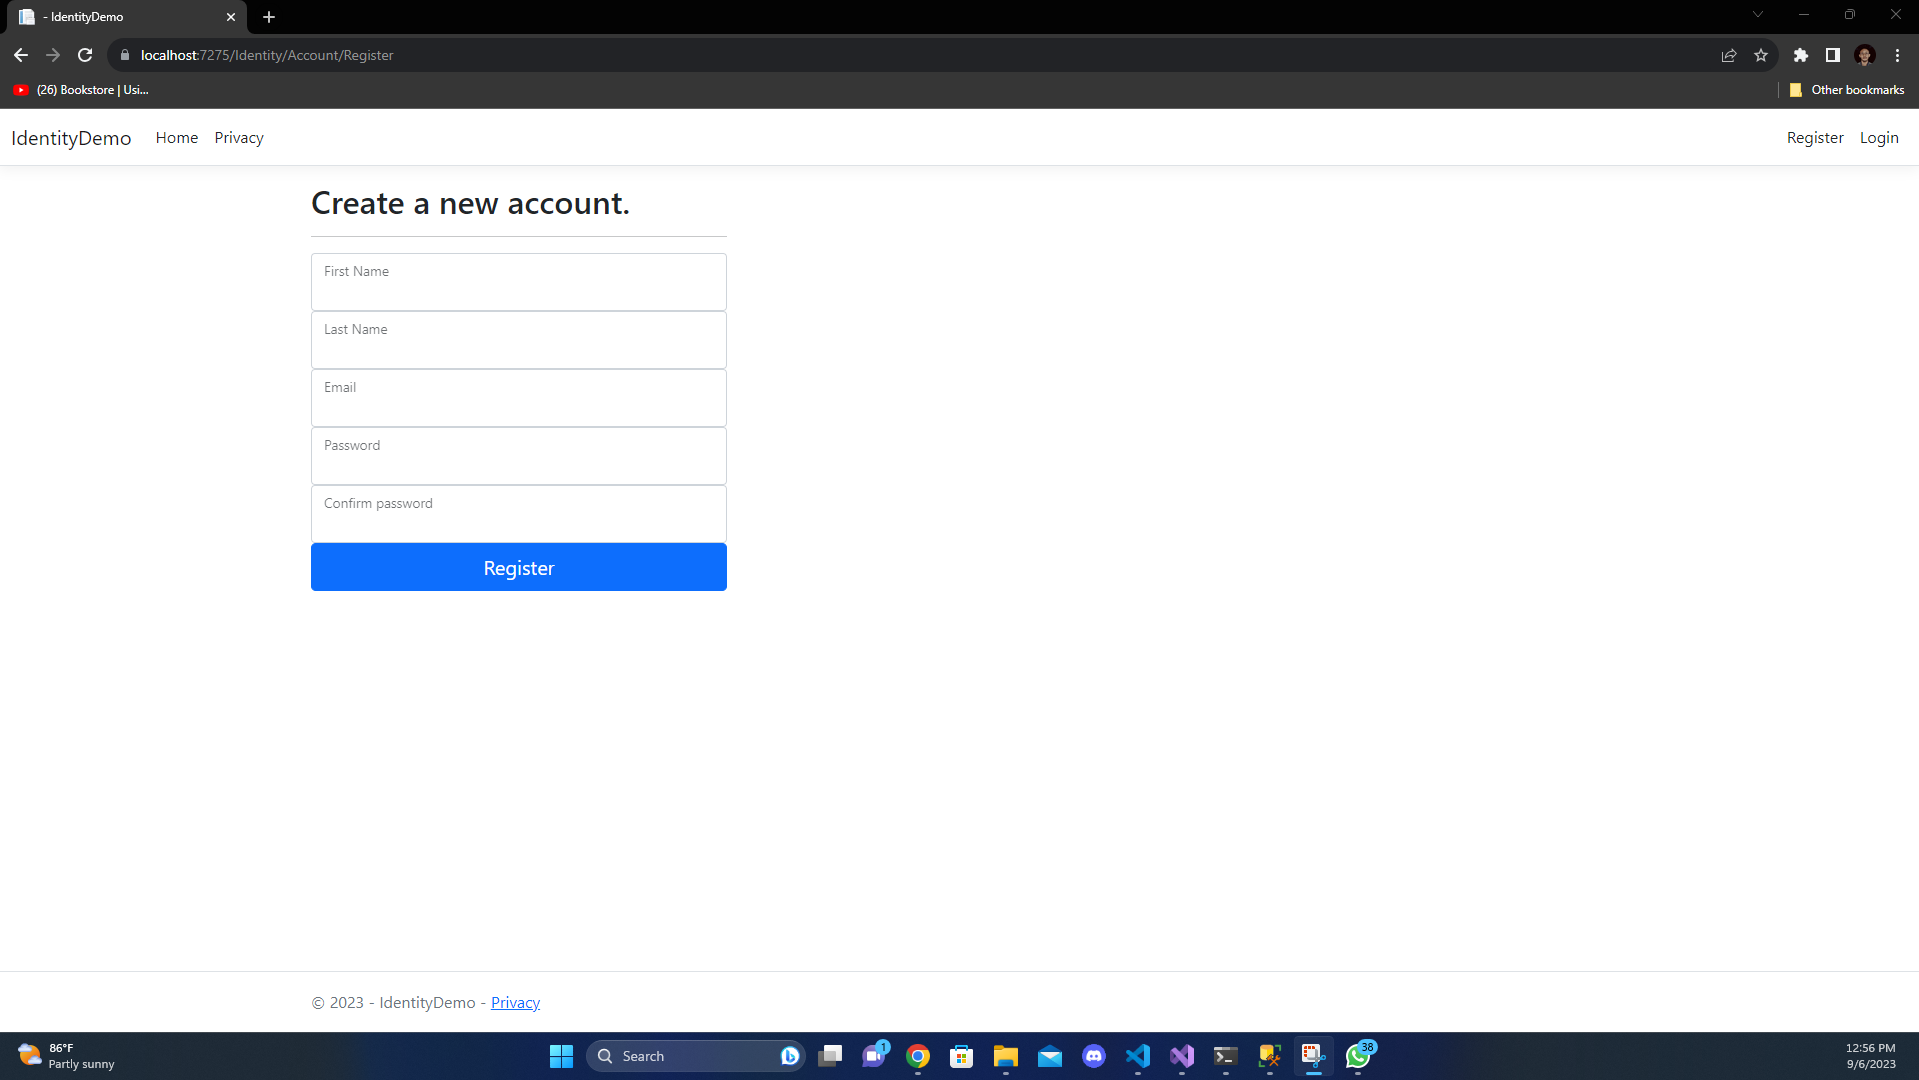 - IdentityDemo
localhost:7275/Identity/Account/Register
(26) Bookstore | Usi...
Other bookmarks
IdentityDemo Home Privacy Register Login
Create a new account.
First Name
Last Name
Email
Password
Confirm password
Register
© 2023 - IdentityDemo - Privacy
86°F
Partly sunny
Search
1
38
12:56 PM
9/6/2023